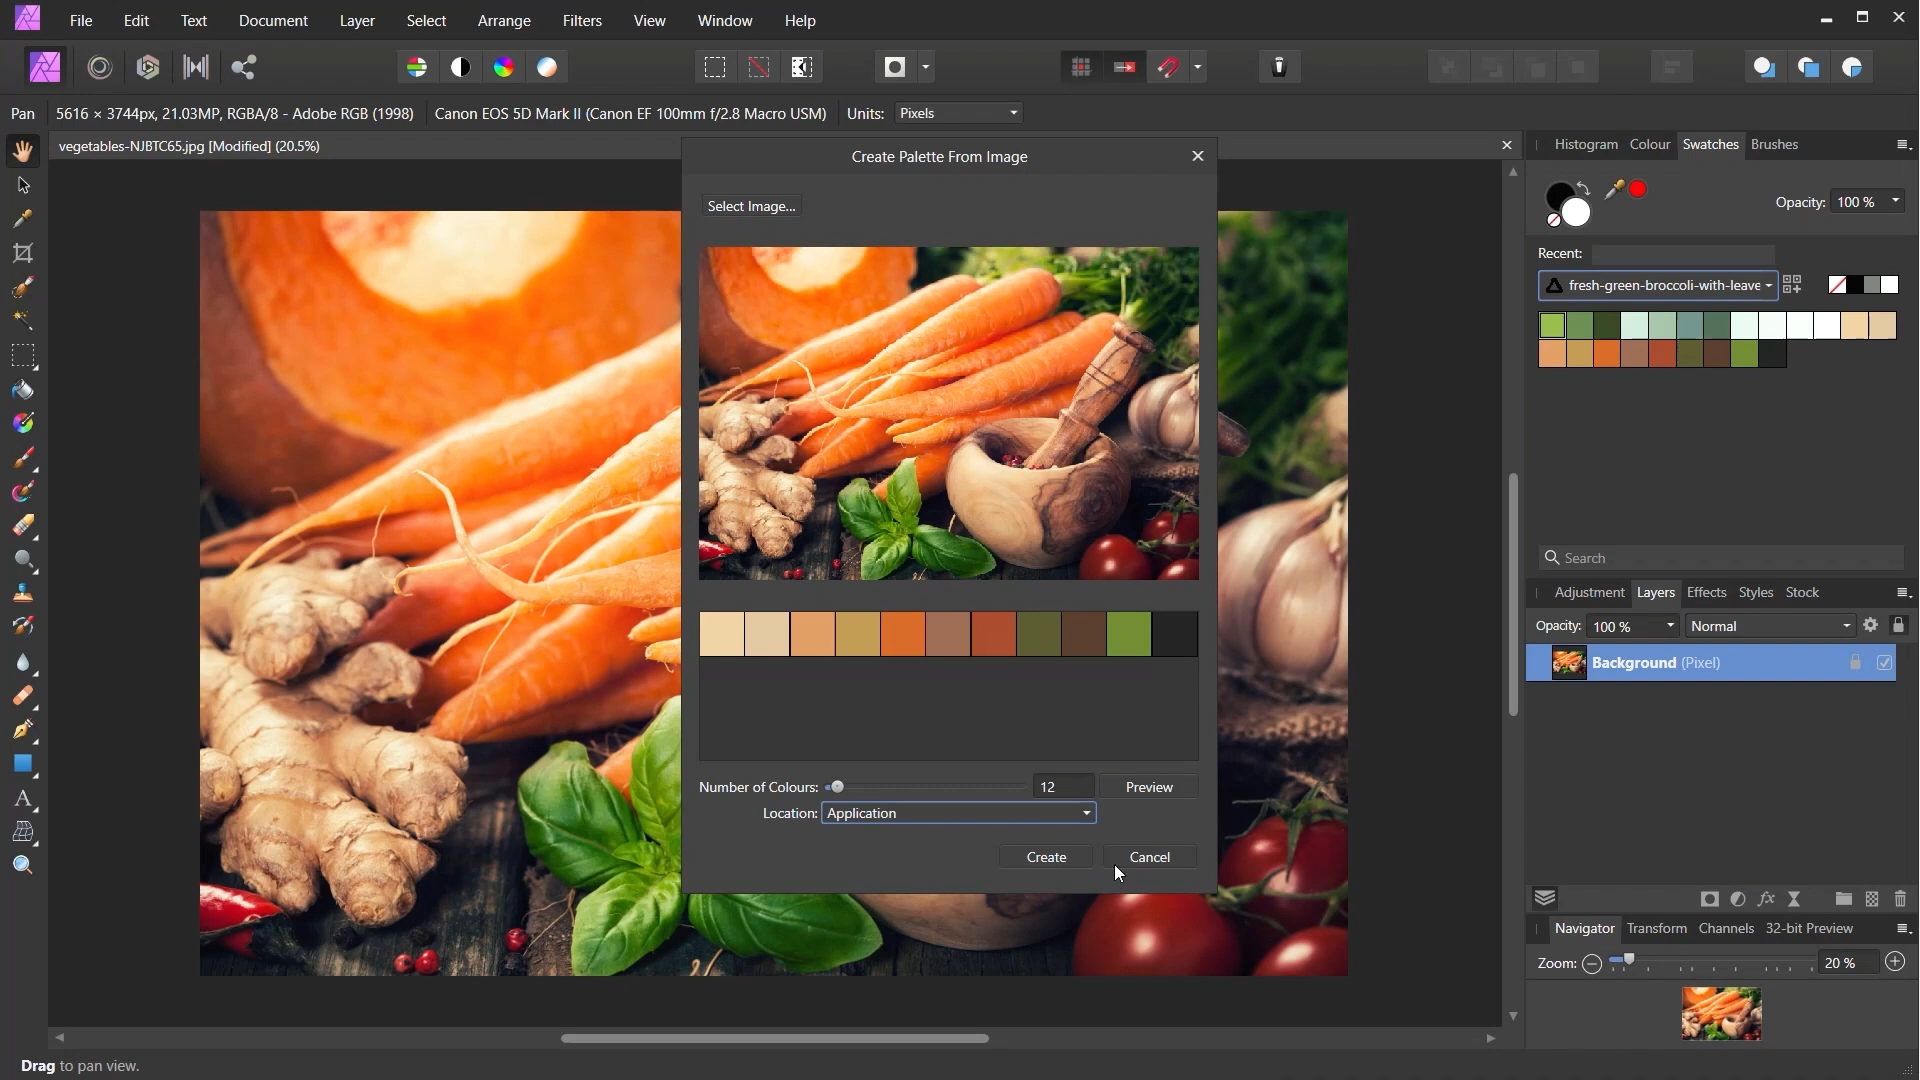 File Edit Text Document Layer Select Arrange Filters View Window Help
Pan 5616 × 3744px, 21.03MP, RGBA/8 - Adobe RGB (1998) Canon EOS 5D Mark II (Canon EF 100mm f/2.8 Macro USM) Units: Pixels
vegetables-NJBTC65.jpg [Modified] (20.5%)
Create Palette From Image
Select Image...
Number of Colours: 12 Preview
Location: Application
Create Cancel
Histogram Colour Swatches Brushes
Opacity: 100 %
Recent:
fresh-green-broccoli-with-leave
Search
Adjustment Layers Effects Styles Stock
Opacity: 100 % Normal
Background (Pixel)
Navigator Transform Channels 32-bit Preview
Zoom: 20 %
Drag to pan view.